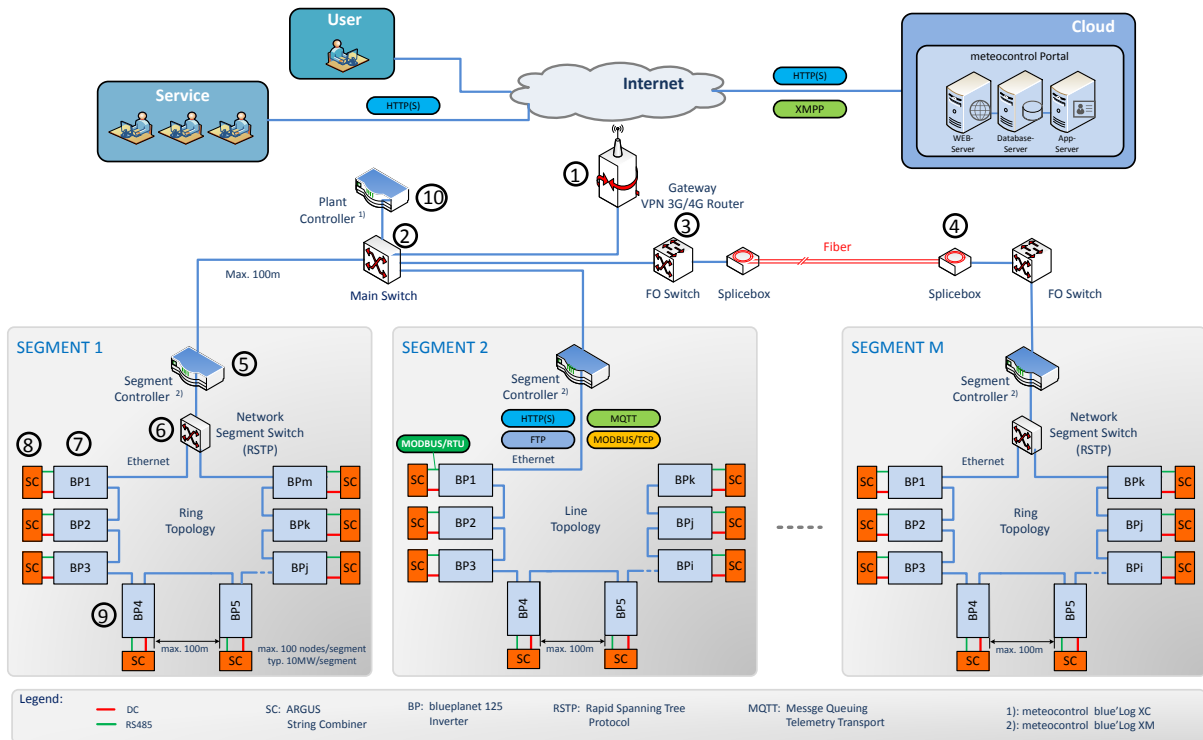 User
Service
HTTP(S)
Internet
HTTP(S)
XMPP
Cloud
meteocontrol Portal
WEB-
Server
Database-
Server
App-
Server
1
Gateway
VPN 3G/4G Router
10
Plant
Controller 1)
2
Main Switch
Max. 100m
3
FO Switch
Splicebox
Fiber
4
Splicebox
FO Switch
SEGMENT 1
5
Segment
Controller 2)
6
Network
Segment Switch
(RSTP)
8
7
Ethernet
SC
BP1
BPm
SC
SC
BP2
Ring
Topology
BPk
SC
SC
BP3
BPj
SC
9
BP4
BP5
max. 100m
SC
SC
max. 100 nodes/segment
typ. 10MW/segment
SEGMENT 2
Segment
Controller 2)
HTTP(S)
MQTT
FTP
MODBUS/TCP
MODBUS/RTU
Ethernet
SC
BP1
BPk
SC
SC
BP2
Line
Topology
BPj
SC
SC
BP3
BPi
SC
BP4
BP5
max. 100m
SC
SC
SEGMENT M
Segment
Controller 2)
Network
Segment Switch
(RSTP)
Ethernet
SC
BP1
BPk
SC
SC
BP2
Ring
Topology
BPj
SC
SC
BP3
BPi
SC
BP4
BP5
max. 100m
SC
SC
Legend:
DC
RS485
SC: ARGUS
String Combiner
BP: blueplanet 125
Inverter
RSTP: Rapid Spanning Tree
Protocol
MQTT: Messge Queuing
Telemetry Transport
1): meteocontrol blue'Log XC
2): meteocontrol blue'Log XM